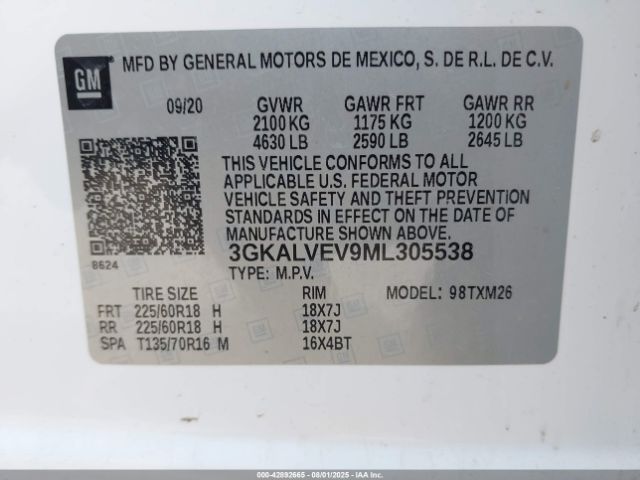 GM
MFD BY GENERAL MOTORS DE MEXICO, S. DE R.L. DE C.V.
09/20 GVWR GAWR FRT GAWR RR
2100 KG 1175 KG 1200 KG
4630 LB 2590 LB 2645 LB
THIS VEHICLE CONFORMS TO ALL
APPLICABLE U.S. FEDERAL MOTOR
VEHICLE SAFETY AND THEFT PREVENTION
STANDARDS IN EFFECT ON THE DATE OF
MANUFACTURE SHOWN ABOVE.
8624
3GKALVEV9ML305538
TYPE: M.P.V.
TIRE SIZE RIM MODEL: 98TXM26
FRT 225/60R18 H 18X7J
RR 225/60R18 H 18X7J
SPA T135/70R16 M 16X4BT
000-42892665 - 08/01/2025 - IAAI.COM